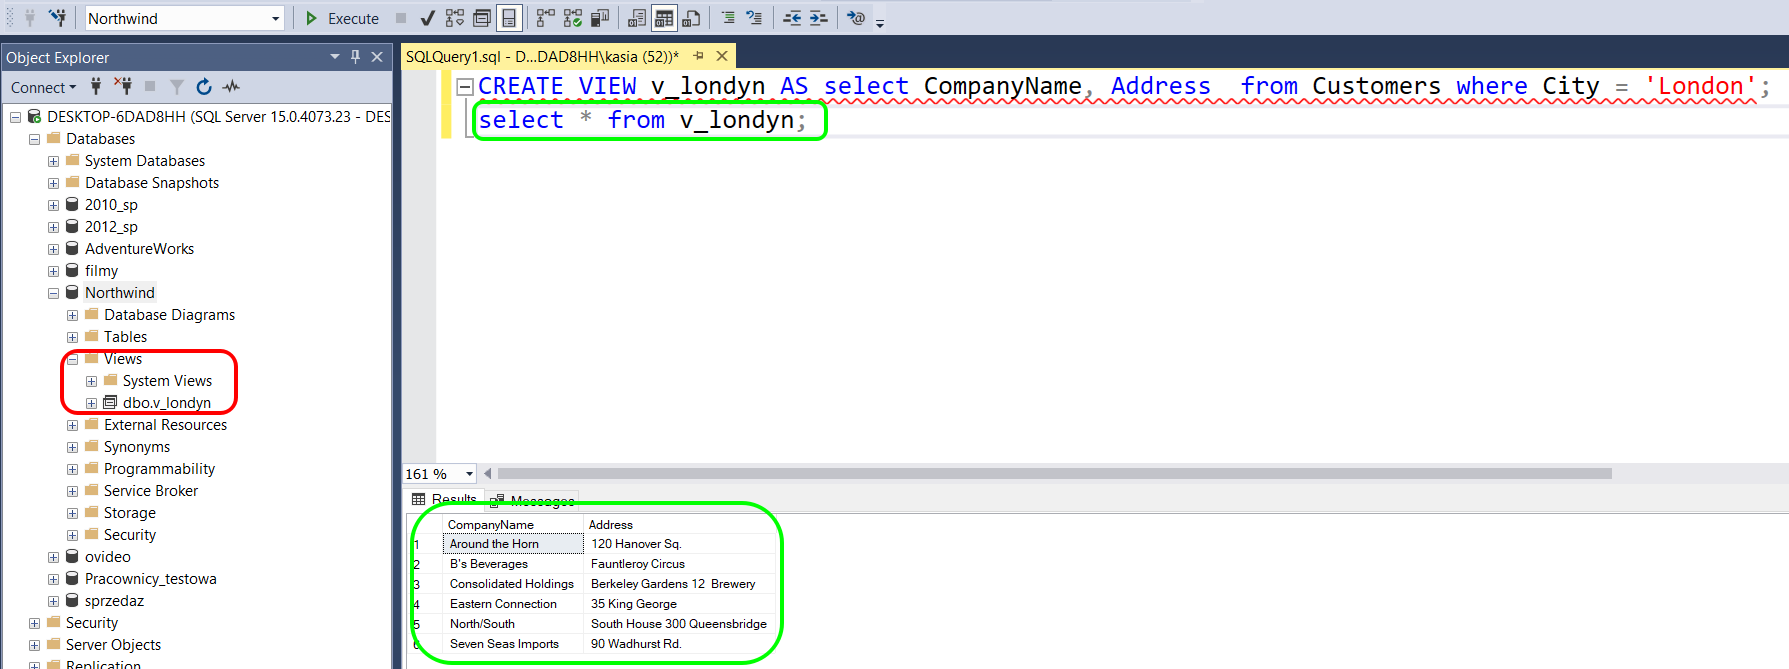 Northwind
Execute
Object Explorer
Connect
DESKTOP-6DAD8HH (SQL Server 15.0.4073.23 - DES
Databases
System Databases
Database Snapshots
2010_sp
2012_sp
AdventureWorks
filmy
Northwind
Database Diagrams
Tables
Views
System Views
dbo.v_londyn
External Resources
Synonyms
Programmability
Service Broker
Storage
Security
ovideo
Pracownicy_testowa
sprzedaz
Security
Server Objects
Replication
SQLQuery1.sql - D...DAD8HH\kasia (52))*
CREATE VIEW v_londyn AS select CompanyName, Address  from Customers where City = 'London';
select * from v_londyn;
161 %
Results Messages
CompanyName Address
1 Around the Horn 120 Hanover Sq.
2 B's Beverages Fauntleroy Circus
3 Consolidated Holdings Berkeley Gardens 12  Brewery
4 Eastern Connection 35 King George
5 North/South South House 300 Queensbridge
6 Seven Seas Imports 90 Wadhurst Rd.